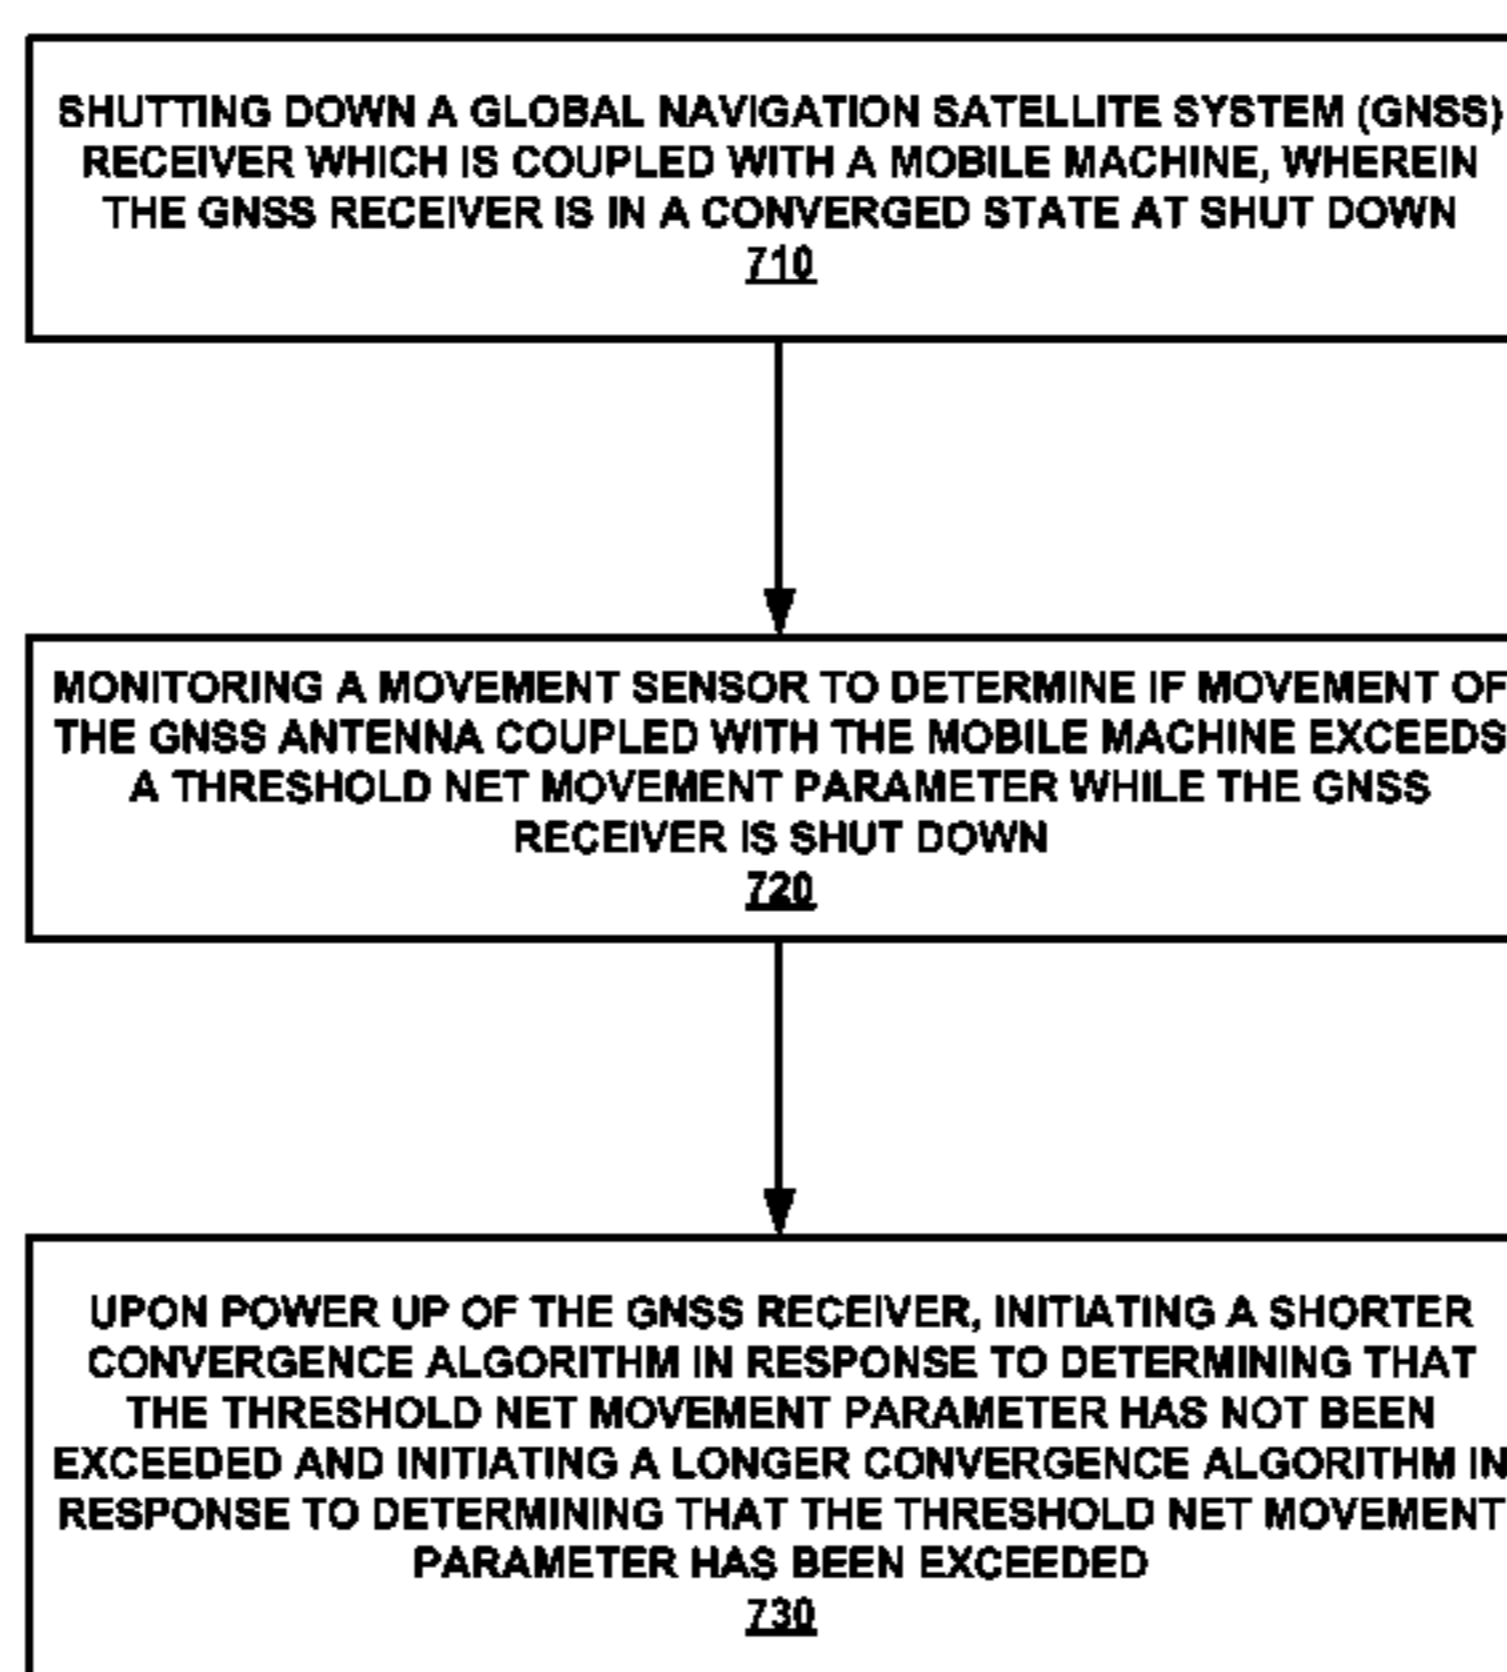 SHUTTING DOWN A GLOBAL NAVIGATION SATELLITE SYSTEM (GNSS)
RECEIVER WHICH IS COUPLED WITH A MOBILE MACHINE, WHEREIN
THE GNSS RECEIVER IS IN A CONVERGED STATE AT SHUT DOWN
710
MONITORING A MOVEMENT SENSOR TO DETERMINE IF MOVEMENT OF
THE GNSS ANTENNA COUPLED WITH THE MOBILE MACHINE EXCEEDS
A THRESHOLD NET MOVEMENT PARAMETER WHILE THE GNSS
RECEIVER IS SHUT DOWN
720
UPON POWER UP OF THE GNSS RECEIVER, INITIATING A SHORTER
CONVERGENCE ALGORITHM IN RESPONSE TO DETERMINING THAT
THE THRESHOLD NET MOVEMENT PARAMETER HAS NOT BEEN
EXCEEDED AND INITIATING A LONGER CONVERGENCE ALGORITHM IN
RESPONSE TO DETERMINING THAT THE THRESHOLD NET MOVEMENT
PARAMETER HAS BEEN EXCEEDED
730